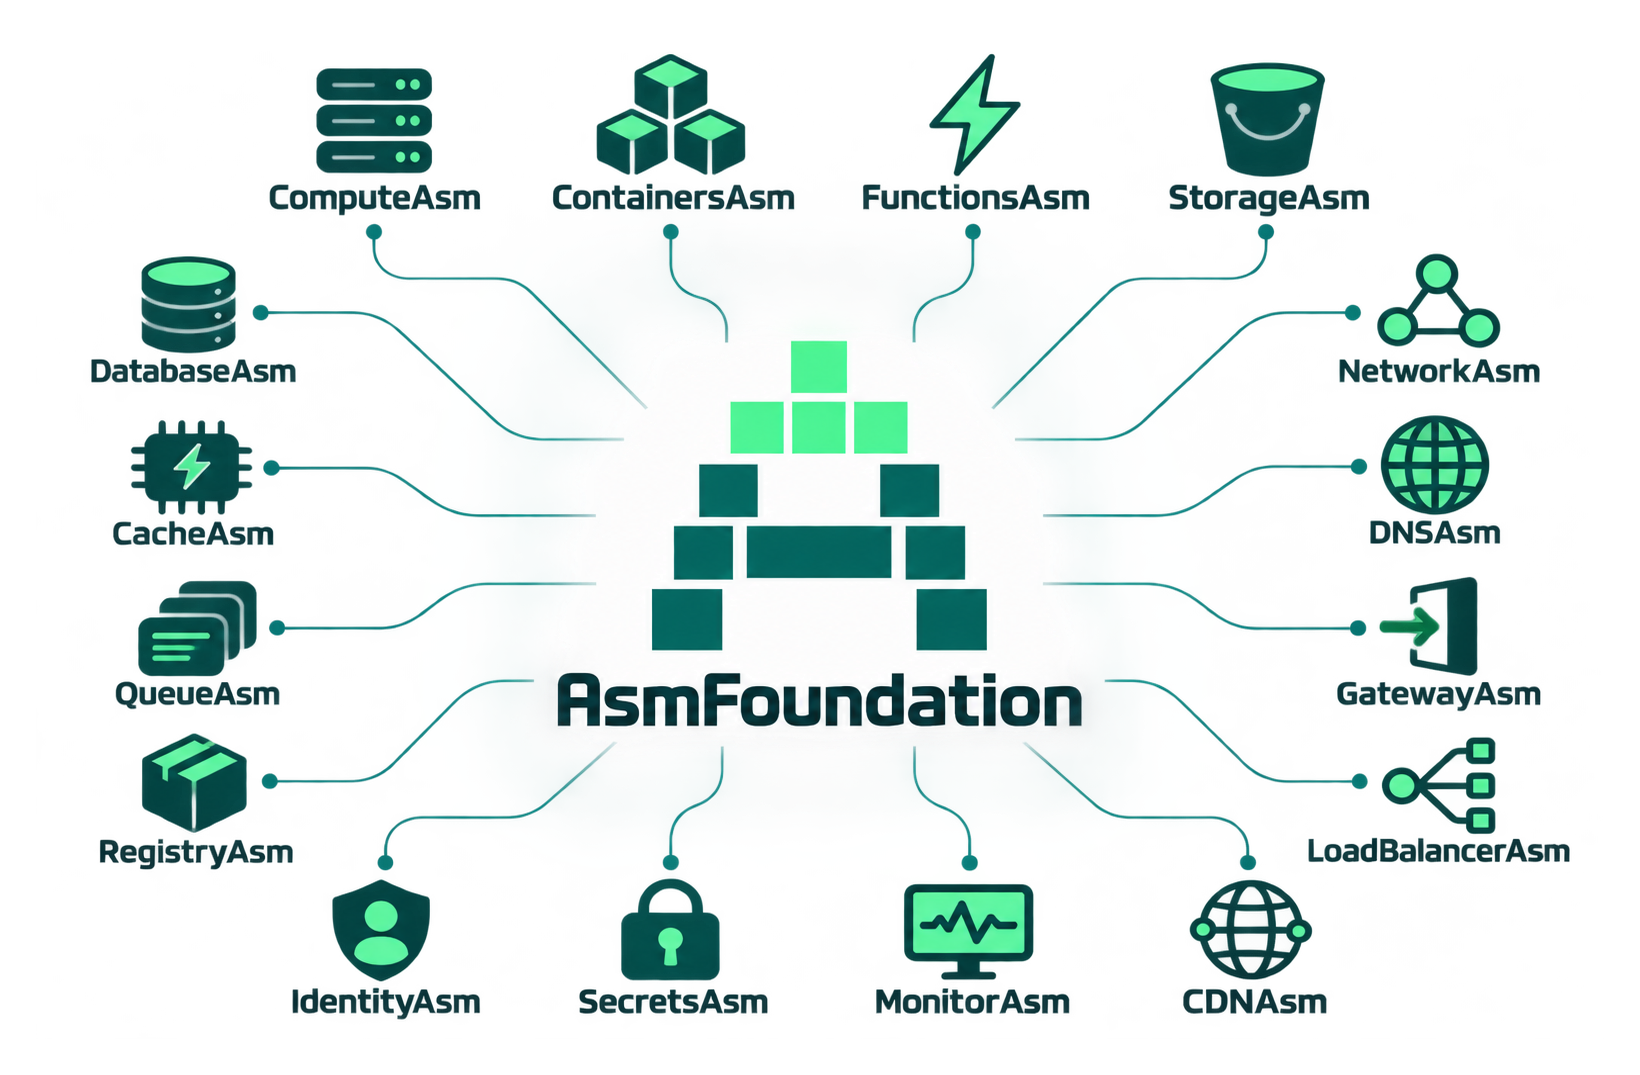 ComputeAsm
ContainersAsm
FunctionsAsm
StorageAsm
DatabaseAsm
NetworkAsm
CacheAsm
DNSAsm
QueueAsm
GatewayAsm
AsmFoundation
RegistryAsm
LoadBalancerAsm
IdentityAsm
SecretsAsm
MonitorAsm
CDNAsm